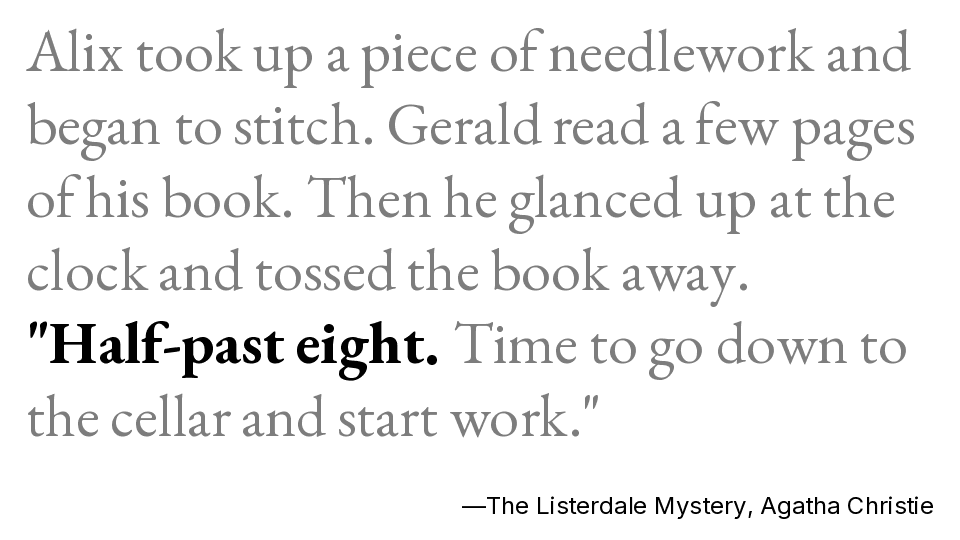 Alix took up a piece of needlework and
began to stitch. Gerald read a few pages
of his book. Then he glanced up at the
clock and tossed the book away.
"Half-past eight. Time to go down to
the cellar and start work."
—The Listerdale Mystery, Agatha Christie